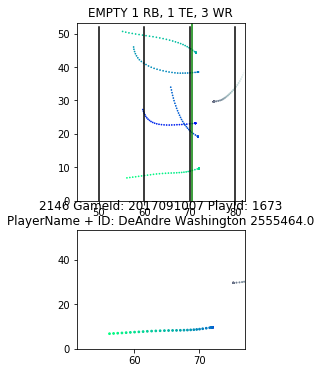 EMPTY 1 RB, 1 TE, 3 WR
50
40
30
20
10
0
50 60 70 80
2146 GameId: 2017091007 PlayId: 1673
PlayerName + ID: DeAndre Washington 2555464.0
40
20
0
60 70